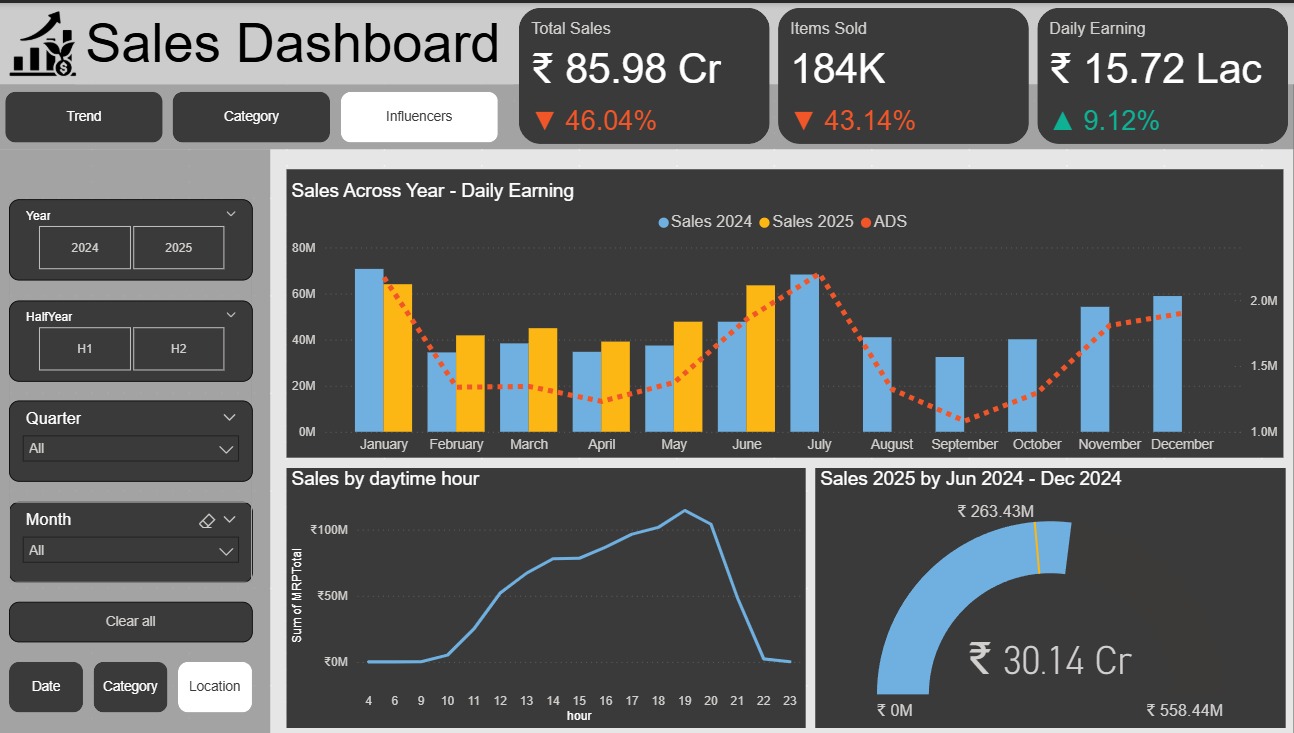 Sales Dashboard
Total Sales
₹ 85.98 Cr
▼ 46.04%
Items Sold
184K
▼ 43.14%
Daily Earning
₹ 15.72 Lac
▲ 9.12%
Trend
Category
Influencers
Year
2024
2025
HalfYear
H1
H2
Quarter
All
Month
All
Clear all
Date
Category
Location
Sales Across Year - Daily Earning
Sales 2024 Sales 2025 ADS
80M
60M
40M
20M
0M
2.0M
1.5M
1.0M
January February March April May June July August September October November December
Sales by daytime hour
Sum of MRPTotal
₹100M
₹50M
₹0M
4 6 9 10 11 12 13 14 15 16 17 18 19 20 21 22 23
hour
Sales 2025 by Jun 2024 - Dec 2024
₹ 263.43M
₹ 30.14 Cr
₹ 0M
₹ 558.44M